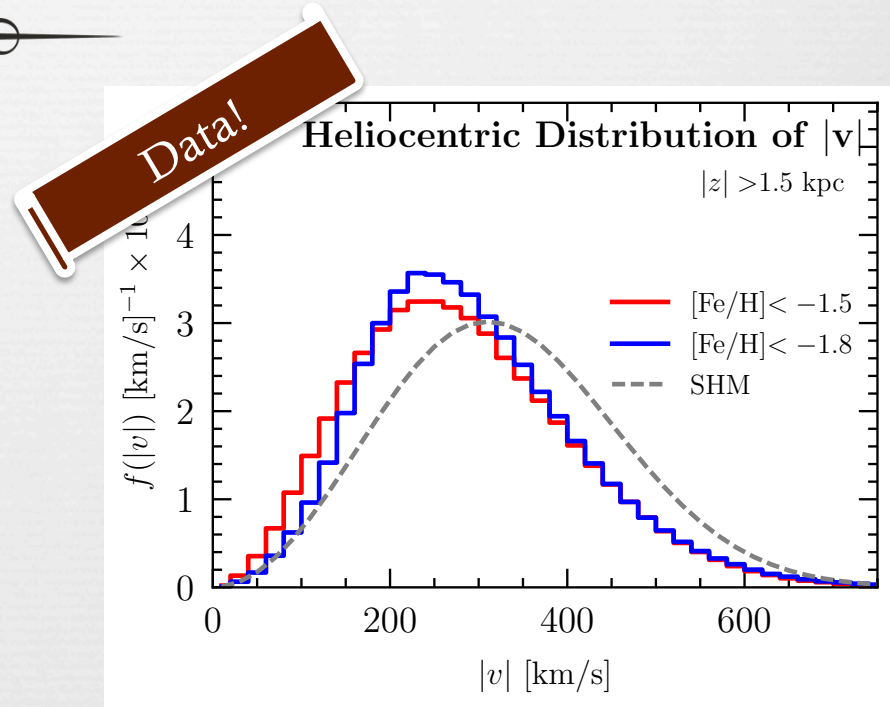 Data!
Heliocentric Distribution of |v|
|z| >1.5 kpc
f(|v|) [km/s]⁻¹ ×
4
3
2
1
0
[Fe/H]< −1.5
[Fe/H]< −1.8
SHM
0 200 400 600
|v| [km/s]